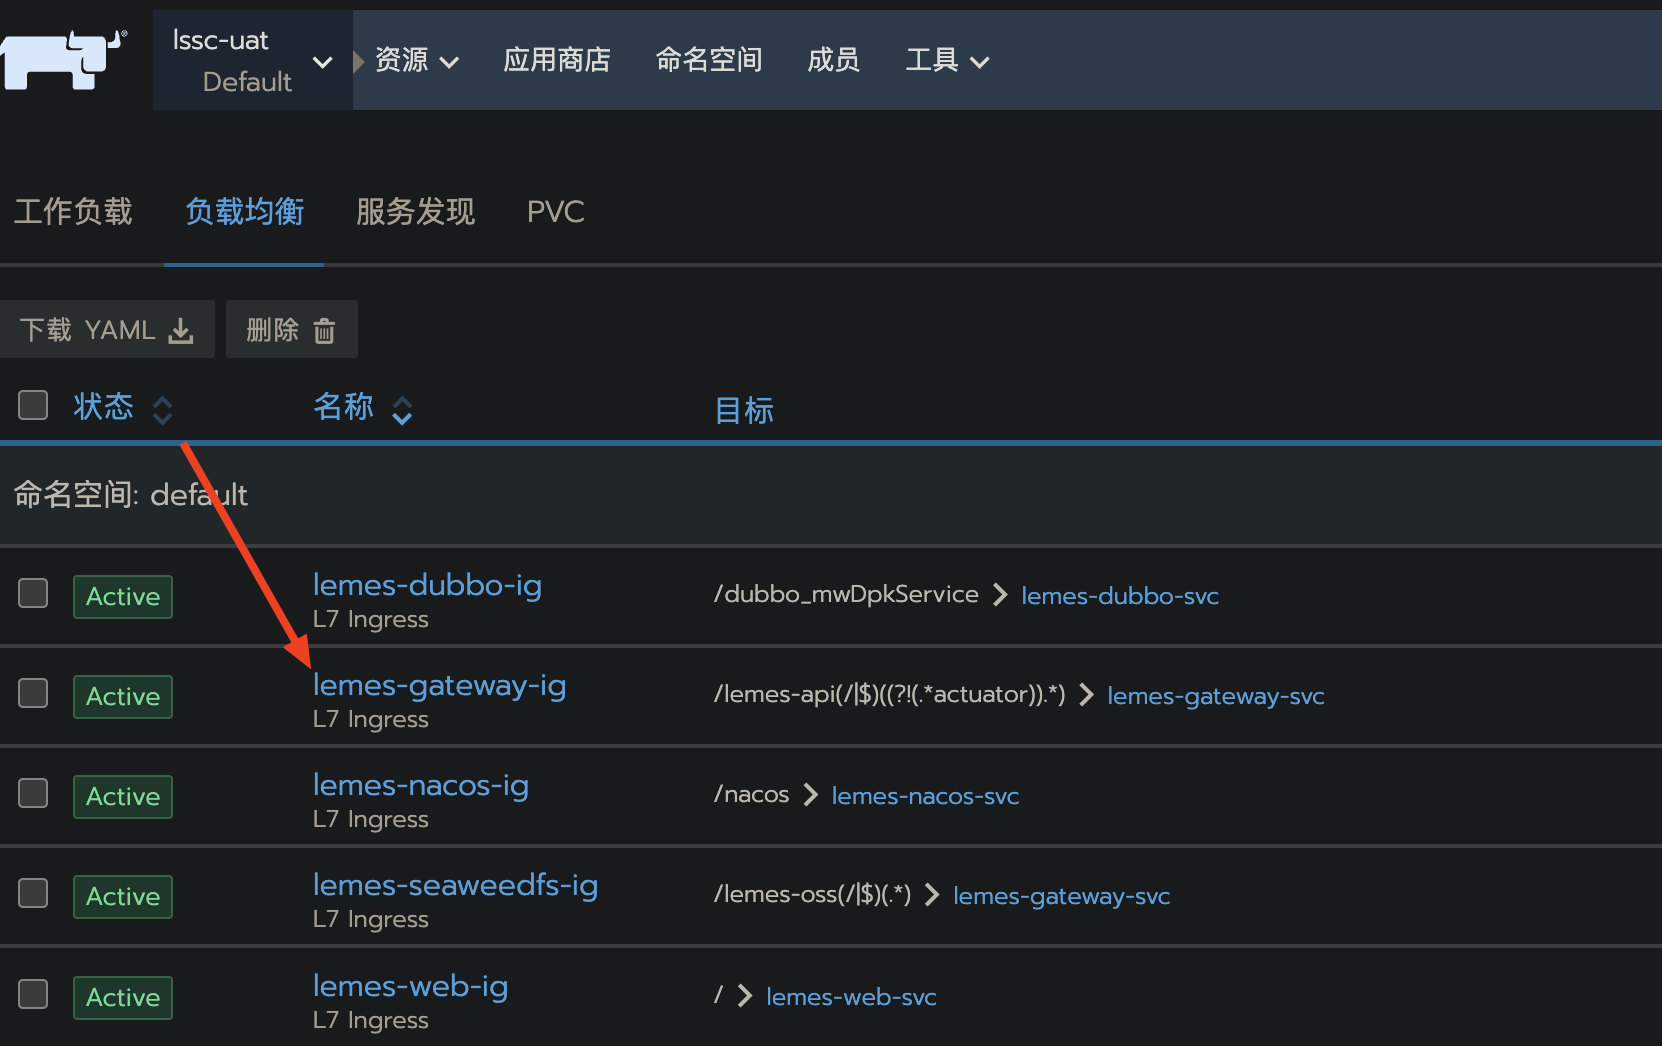 lssc-uat
Default
资源
应用商店
命名空间
成员
工具
工作负载
负载均衡
服务发现
PVC
下载 YAML
删除
状态
名称
目标
命名空间: default
Active
lemes-dubbo-ig
L7 Ingress
/dubbo_mwDpkService
lemes-dubbo-svc
Active
lemes-gateway-ig
L7 Ingress
/lemes-api(/|$)((?!(.*actuator)).*)
lemes-gateway-svc
Active
lemes-nacos-ig
L7 Ingress
/nacos
lemes-nacos-svc
Active
lemes-seaweedfs-ig
L7 Ingress
/lemes-oss(/|$)(.*)
lemes-gateway-svc
Active
lemes-web-ig
L7 Ingress
/
lemes-web-svc